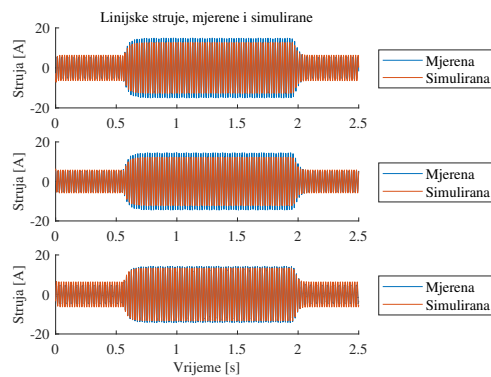 Linijske struje, mjerene i simulirane
Struja [A]
20
0
-20
0 0.5 1 1.5 2 2.5
Mjerena
Simulirana
Struja [A]
20
0
-20
0 0.5 1 1.5 2 2.5
Mjerena
Simulirana
Struja [A]
20
0
-20
0 0.5 1 1.5 2 2.5
Vrijeme [s]
Mjerena
Simulirana